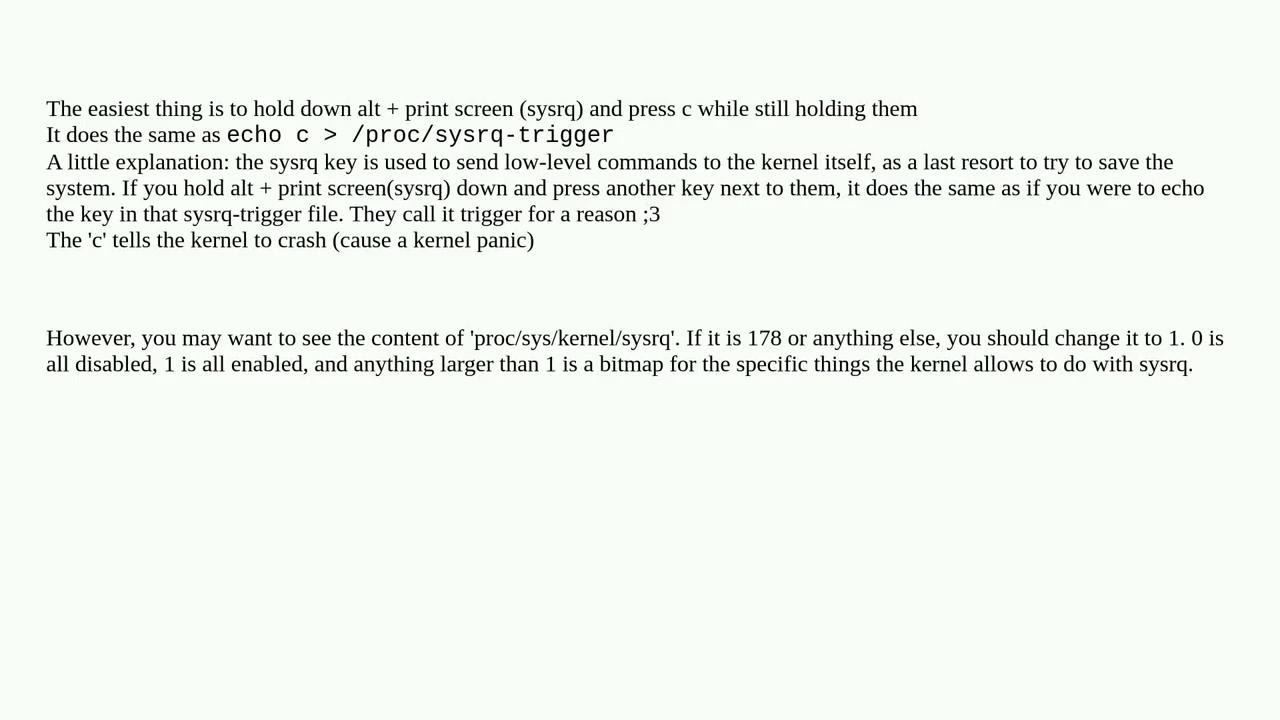 The easiest thing is to hold down alt + print screen (sysrq) and press c while still holding them
It does the same as echo c > /proc/sysrq-trigger
A little explanation: the sysrq key is used to send low-level commands to the kernel itself, as a last resort to try to save the
system. If you hold alt + print screen(sysrq) down and press another key next to them, it does the same as if you were to echo
the key in that sysrq-trigger file. They call it trigger for a reason ;3
The 'c' tells the kernel to crash (cause a kernel panic)
However, you may want to see the content of 'proc/sys/kernel/sysrq'. If it is 178 or anything else, you should change it to 1. 0 is
all disabled, 1 is all enabled, and anything larger than 1 is a bitmap for the specific things the kernel allows to do with sysrq.